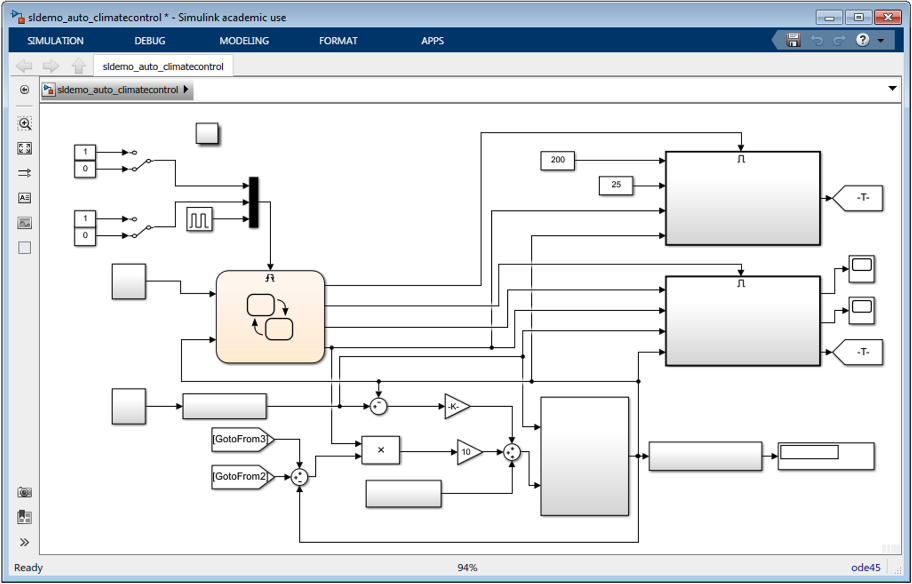 sldemo_auto_climatecontrol * - Simulink academic use
SIMULATION DEBUG MODELING FORMAT APPS
sldemo_auto_climatecontrol
sldemo_auto_climatecontrol
1
0
200
25
1
0
-T-
-T-
-K-
[GotoFrom3]
×
10
[GotoFrom2]
Ready 94% ode45